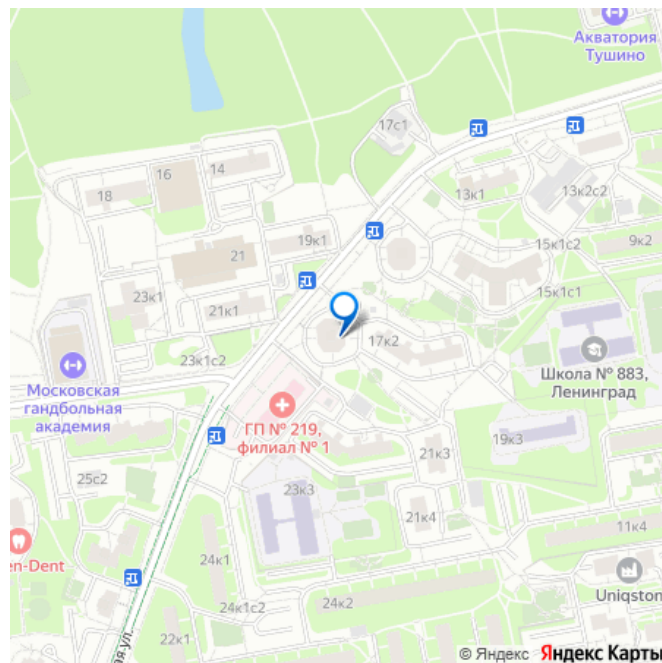 Акватория
Тушино
17с1
16
14
18
13к1
13к2с2
19к1
15к1с2
9к2
21
23к1
21к1
15к1с1
17к2
23к1с2
Школа № 883,
Ленинград
Московская
гандбольная
академия
ГП № 219,
филиал № 1
19к3
21к3
25с2
23к3
21к4
11к4
en-Dent
24к1
Uniqston
24к1с2
24к2
22к1
ая ул.
© Яндекс Яндекс Карты